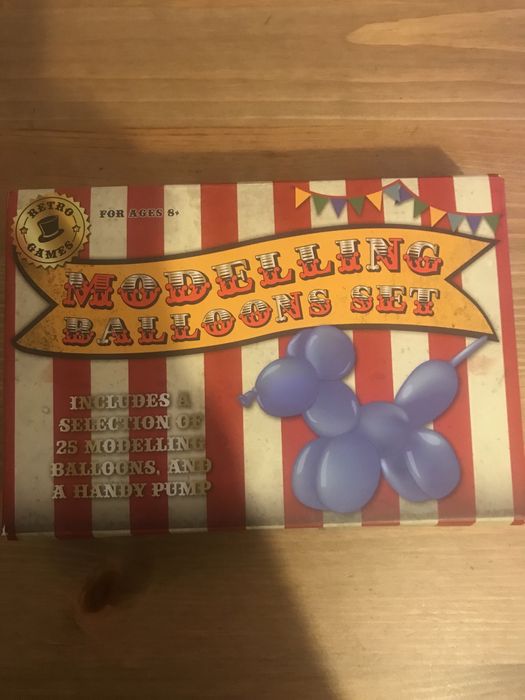 RETRO
GAMES
FOR AGES 8+
MODELLING
BALLOONS SET
INCLUDES A
SELECTION OF
25 MODELLING
BALLOONS, AND
A HANDY PUMP